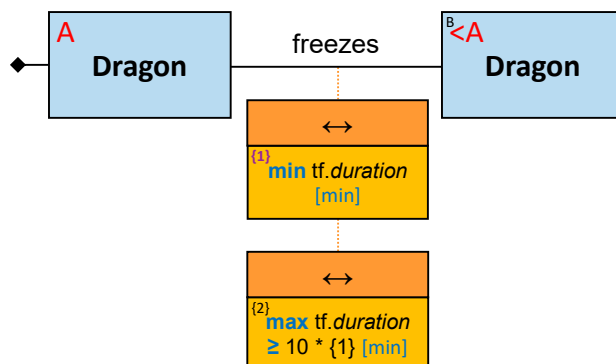 A
Dragon
freezes
B
<A
Dragon
↔
{1}
min tf.duration
[min]
↔
{2}
max tf.duration
≥ 10 * {1} [min]